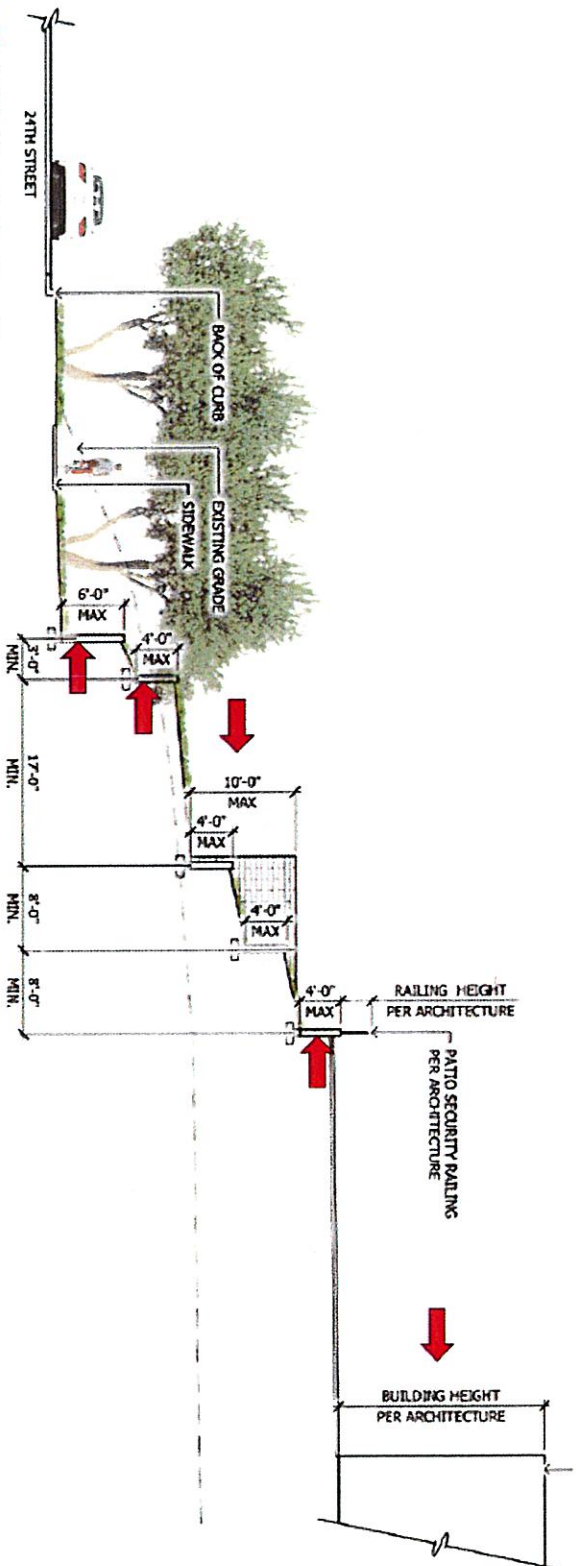 24TH STREET
BACK OF CURB
EXISTING GRADE
SIDEWALK
6'-0"
MAX
4'-0"
MAX
3'-0"
MIN.
17'-0"
MIN.
10'-0"
MAX
4'-0"
MAX
8'-0"
MIN.
4'-0"
MAX
8'-0"
MIN.
4'-0"
MAX
RAILING HEIGHT
PER ARCHITECTURE
PATIO SECURITY RAILING
PER ARCHITECTURE
BUILDING HEIGHT
PER ARCHITECTURE